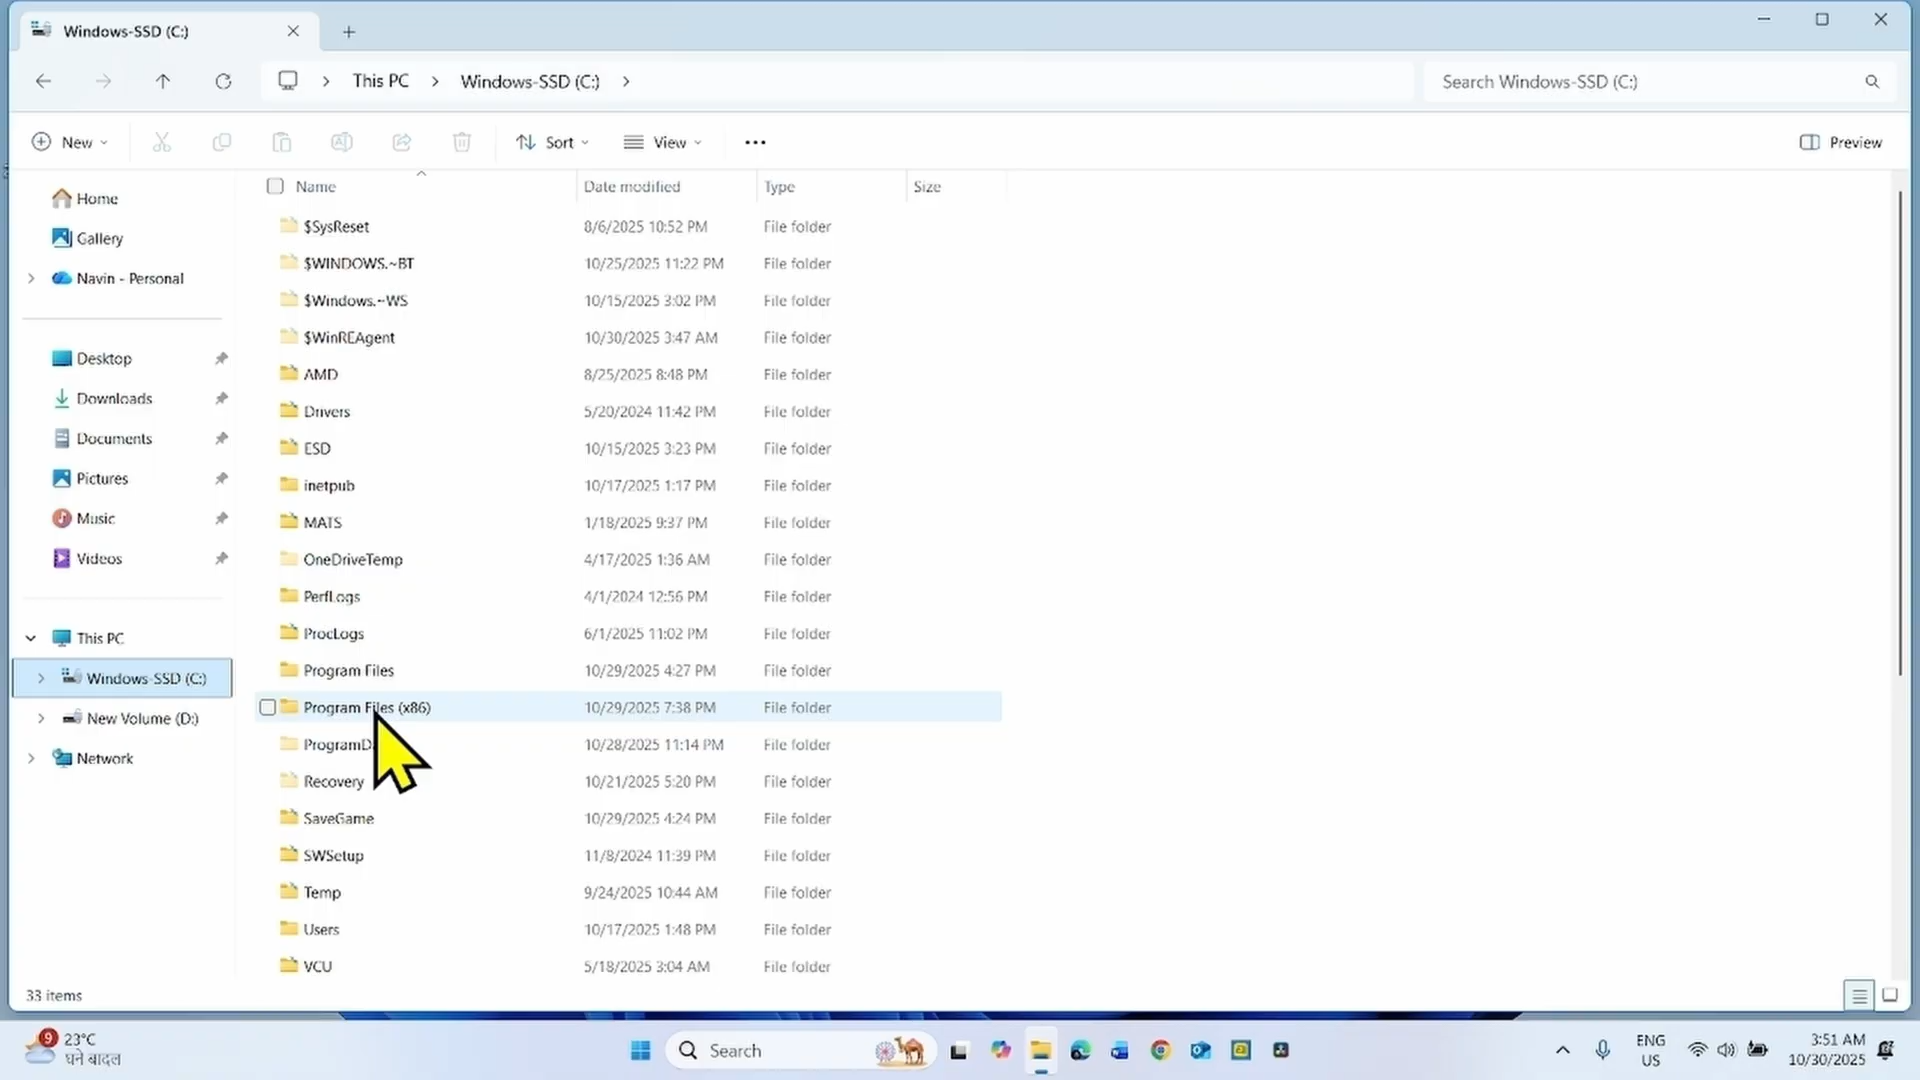 Windows-SSD (C:)
This PC > Windows-SSD (C:) >
Search Windows-SSD (C:)
New
Sort
View
Preview
Home
Gallery
Navin - Personal
Desktop
Downloads
Documents
Pictures
Music
Videos
This PC
Windows-SSD (C:)
New Volume (D:)
Network
Name Date modified Type Size
$SysReset 8/6/2025 10:52 PM File folder
$WINDOWS.~BT 10/25/2025 11:22 PM File folder
$Windows.~WS 10/15/2025 3:02 PM File folder
$WinREAgent 10/30/2025 3:47 AM File folder
AMD 8/25/2025 8:48 PM File folder
Drivers 5/20/2024 11:42 PM File folder
ESD 10/15/2025 3:23 PM File folder
inetpub 10/17/2025 1:17 PM File folder
MATS 1/18/2025 9:37 PM File folder
OneDriveTemp 4/17/2025 1:36 AM File folder
PerfLogs 4/1/2024 12:56 PM File folder
ProcLogs 6/1/2025 11:02 PM File folder
Program Files 10/29/2025 4:27 PM File folder
Program Files (x86) 10/29/2025 7:38 PM File folder
ProgramD 10/28/2025 11:14 PM File folder
Recovery 10/21/2025 5:20 PM File folder
SaveGame 10/29/2025 4:24 PM File folder
SWSetup 11/8/2024 11:39 PM File folder
Temp 9/24/2025 10:44 AM File folder
Users 10/17/2025 1:48 PM File folder
VCU 5/18/2025 3:04 AM File folder
33 items
9
23°C
घने बादल
Search
ENG
US
3:51 AM
10/30/2025